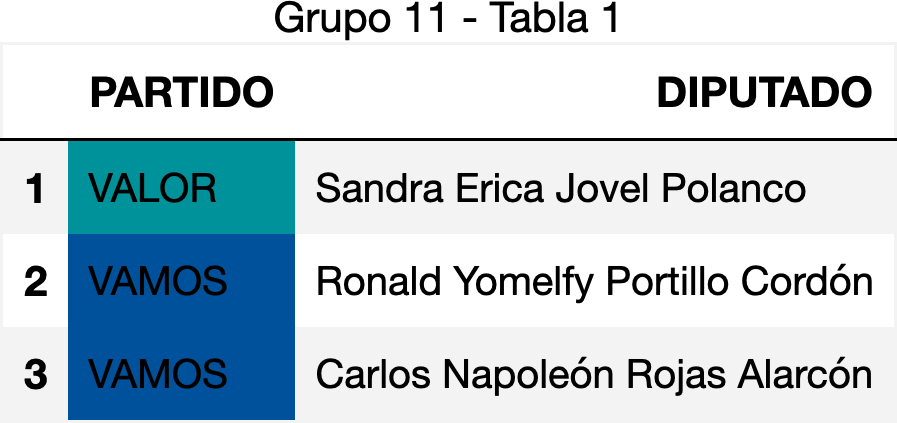 Grupo 11 - Tabla 1
PARTIDO DIPUTADO
1 VALOR Sandra Erica Jovel Polanco
2 VAMOS Ronald Yomelfy Portillo Cordón
3 VAMOS Carlos Napoleón Rojas Alarcón